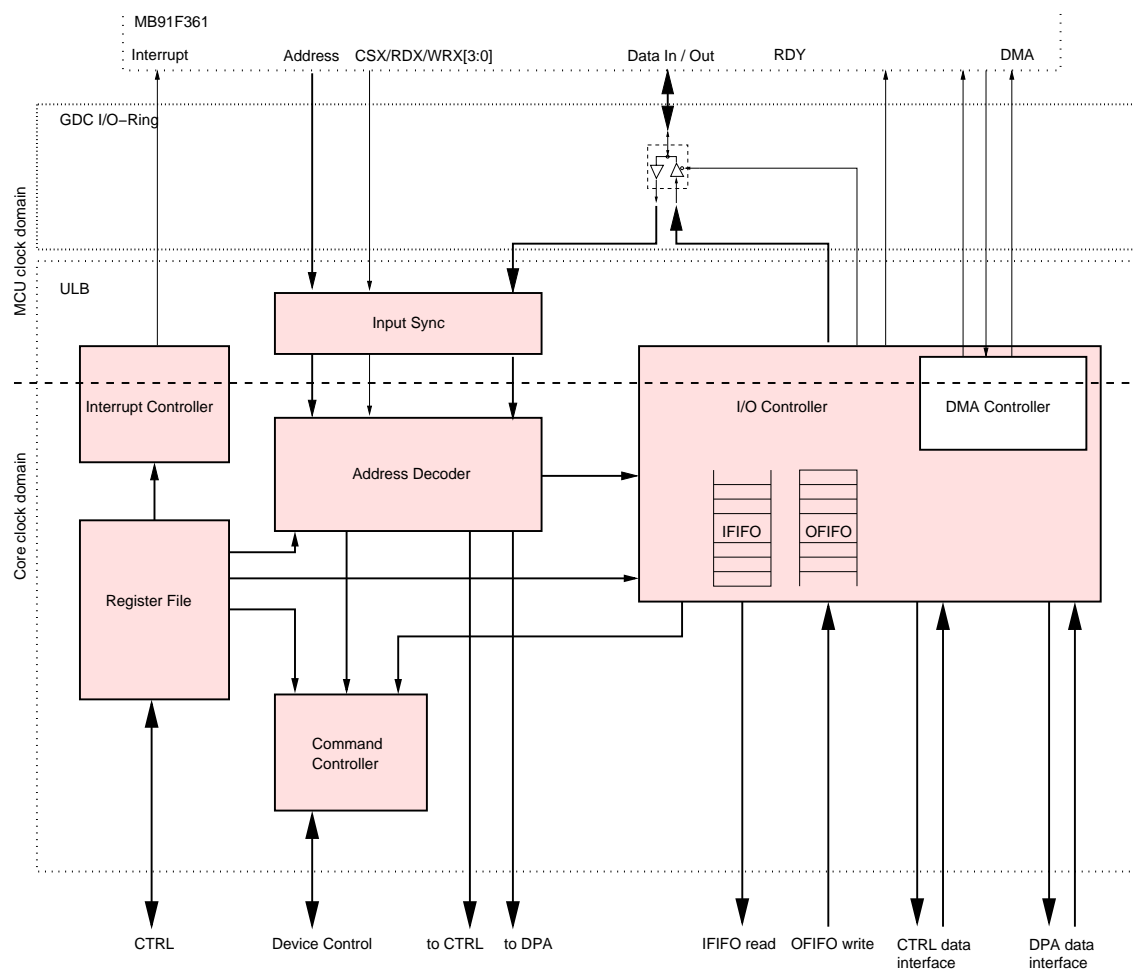 MB91F361
Interrupt
Address
CSX/RDX/WRX[3:0]
Data In / Out
RDY
DMA
GDC I/O−Ring
MCU clock domain
ULB
Input Sync
Interrupt Controller
I/O Controller
DMA Controller
Address Decoder
Core clock domain
IFIFO
OFIFO
Register File
Command
Controller
CTRL
Device Control
to CTRL
to DPA
IFIFO read
OFIFO write
CTRL data
interface
DPA data
interface